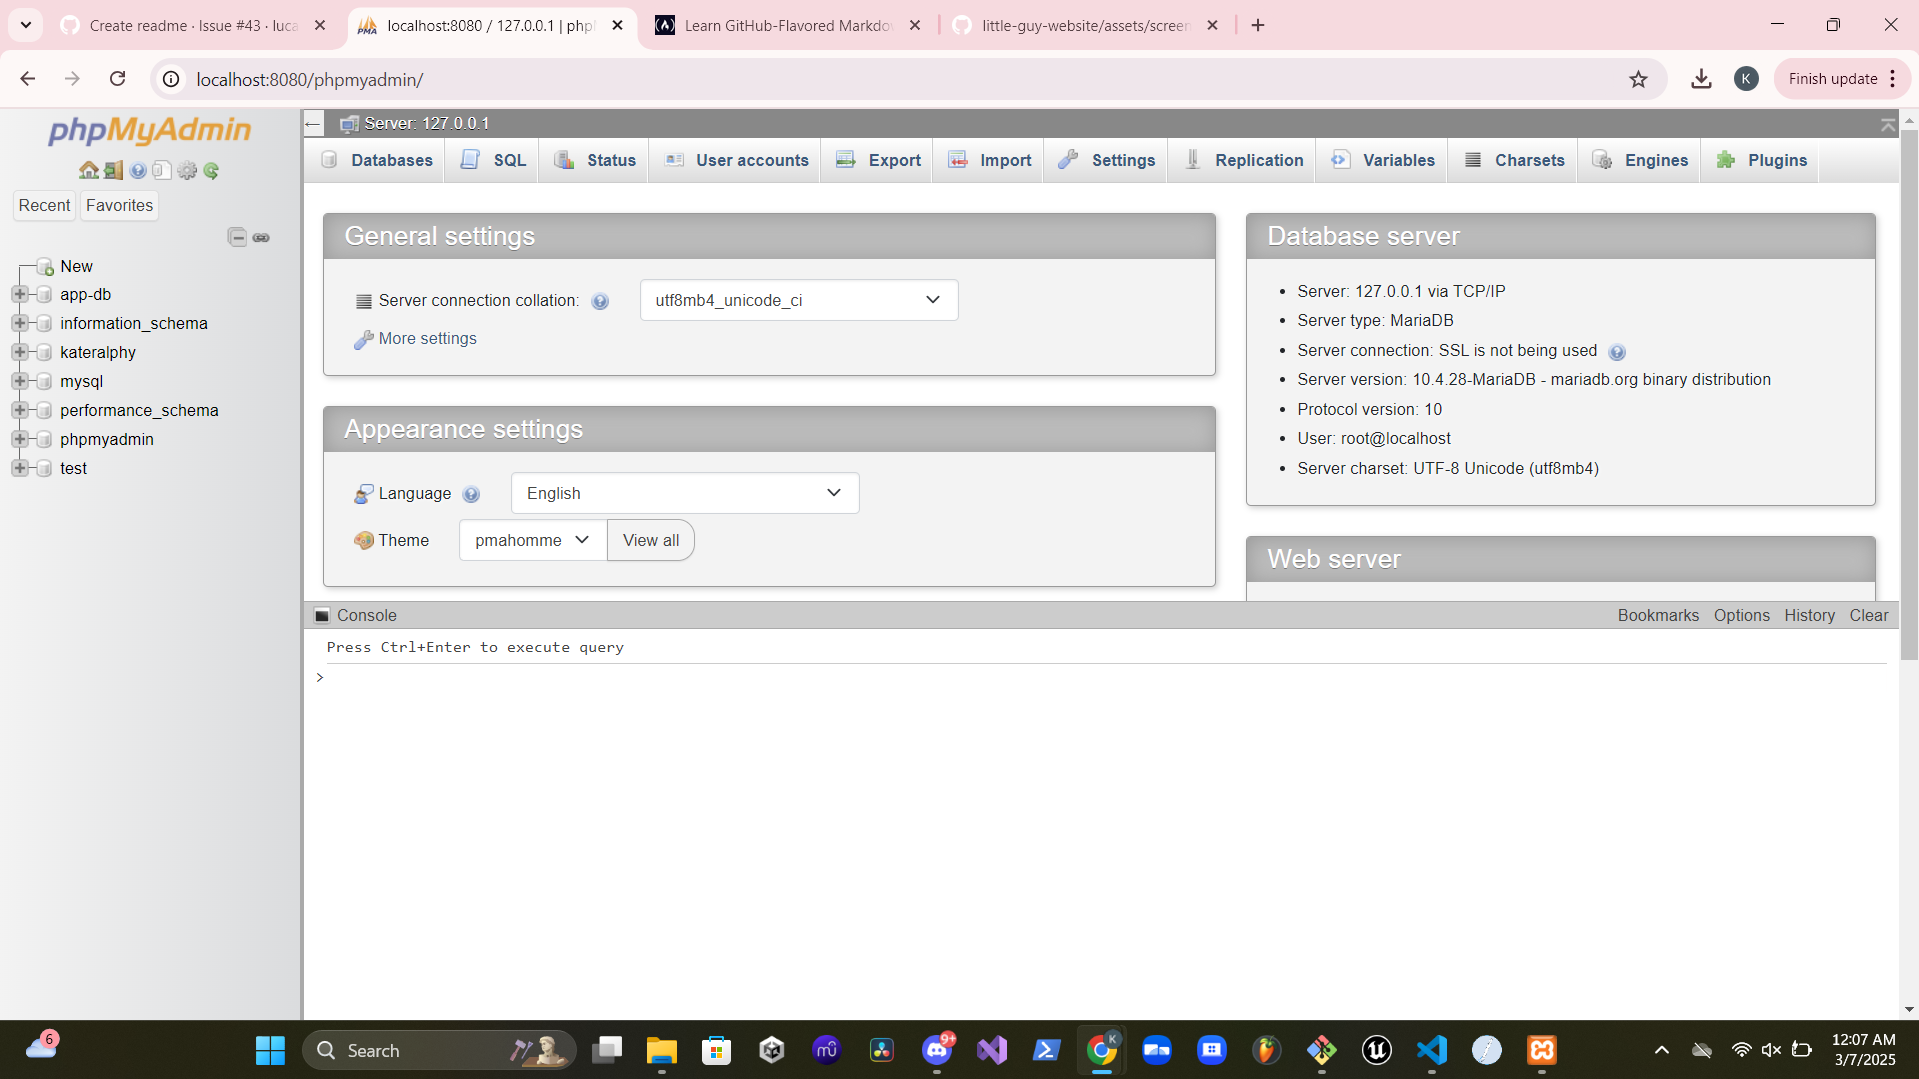 Create readme · Issue #43 · luca
localhost:8080 / 127.0.0.1 | phpl
Learn GitHub-Flavored Markdo
little-guy-website/assets/screen
localhost:8080/phpmyadmin/
K
Finish update
phpMyAdmin
Recent
Favorites
New
app-db
information_schema
kateralphy
mysql
performance_schema
phpmyadmin
test
Server: 127.0.0.1
Databases
SQL
Status
User accounts
Export
Import
Settings
Replication
Variables
Charsets
Engines
Plugins
General settings
Server connection collation:
utf8mb4_unicode_ci
More settings
Appearance settings
Language
English
Theme
pmahomme
View all
Database server
Server: 127.0.0.1 via TCP/IP
Server type: MariaDB
Server connection: SSL is not being used
Server version: 10.4.28-MariaDB - mariadb.org binary distribution
Protocol version: 10
User: root@localhost
Server charset: UTF-8 Unicode (utf8mb4)
Web server
Console
Bookmarks
Options
History
Clear
Press Ctrl+Enter to execute query
>
6
Search
9+
K
12:07 AM
3/7/2025